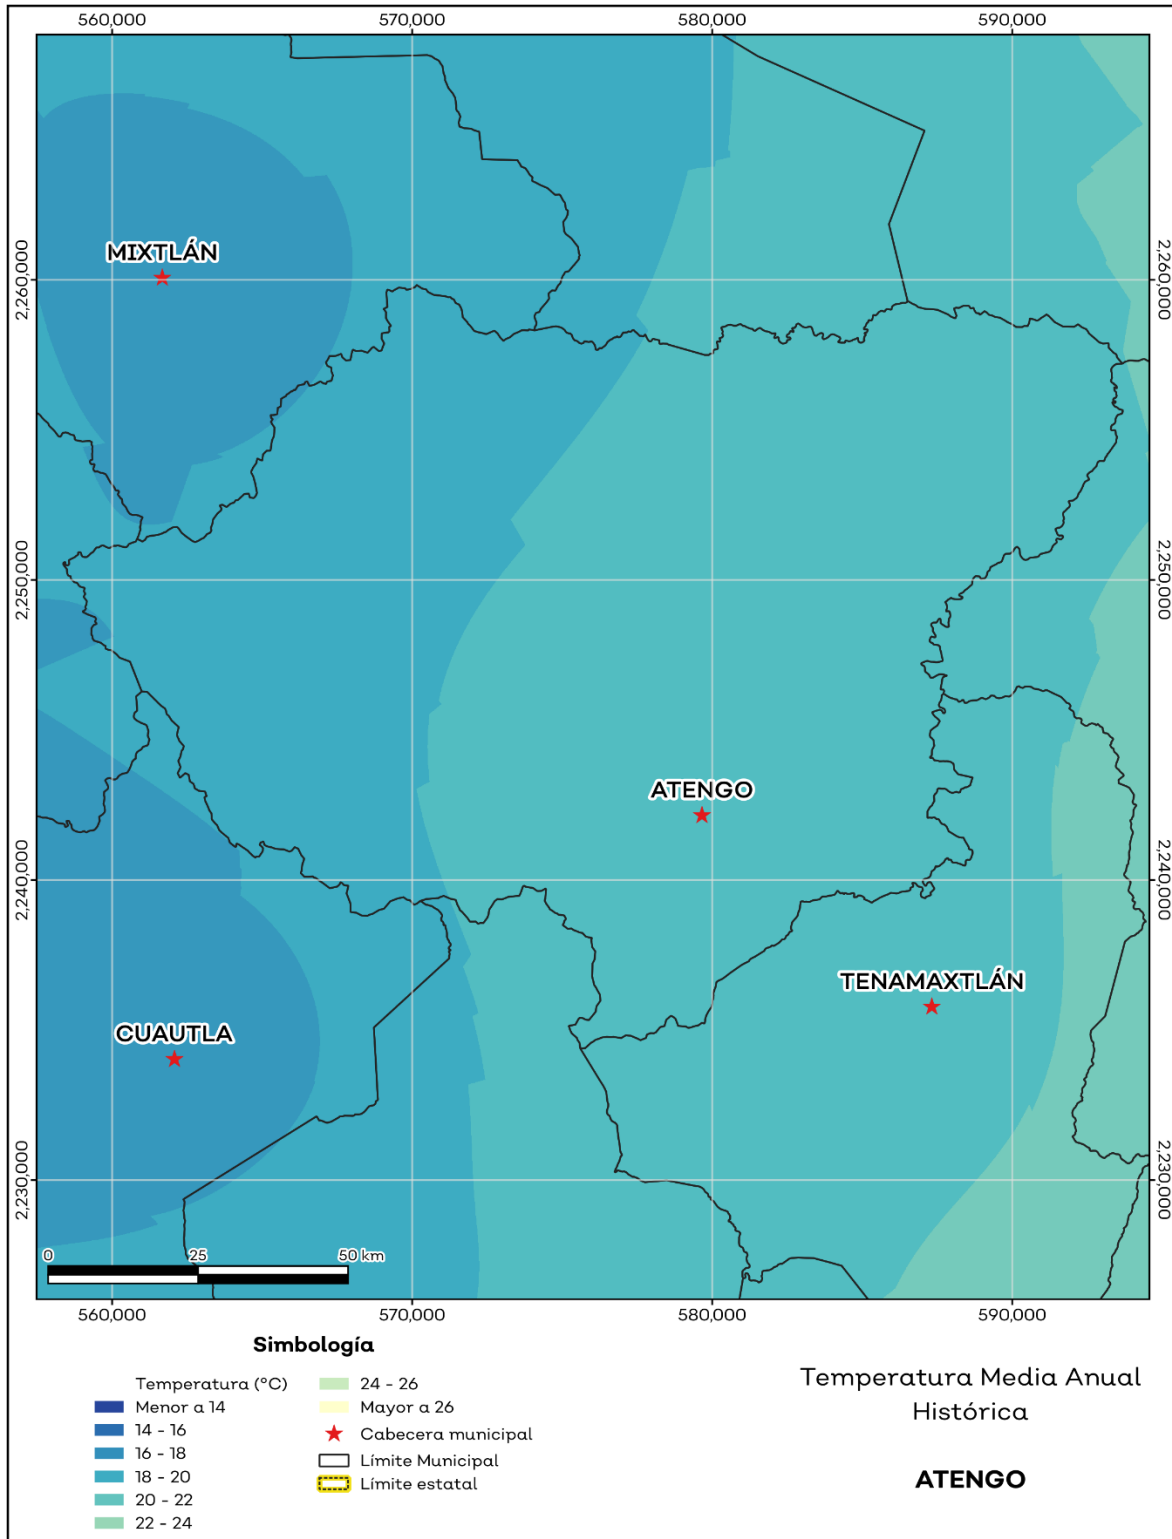 560,000 570,000 580,000 590,000
2,260,000 2,260,000
2,250,000 2,250,000
2,240,000 2,240,000
2,230,000 2,230,000
MIXTLÁN
ATENGO
TENAMAXTLÁN
CUAUTLA
0 25 50 km
560,000 570,000 580,000 590,000
Simbología
Temperatura (°C)
Menor a 14
14 - 16
16 - 18
18 - 20
20 - 22
22 - 24
24 - 26
Mayor a 26
Cabecera municipal
Límite Municipal
Límite estatal
Temperatura Media Anual
Histórica
ATENGO